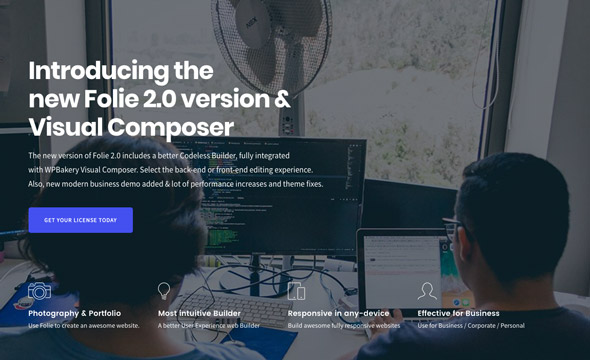 Introducing the
new Folie 2.0 version &
Visual Composer
The new version of Folie 2.0 includes a better Codeless Builder, fully integrated
with WPBakery Visual Composer. Select the back-end or front-end editing experience.
Also, new modern business demo added & lot of performance increases and theme fixes.
GET YOUR LICENSE TODAY
Photography & Portfolio
Use Folie to create an awesome website.
Most Intuitive Builder
A better User-Experience web Builder
Responsive in any-device
Build awesome fully responsive websites
Effective for Business
Use for Business / Corporate / Personal